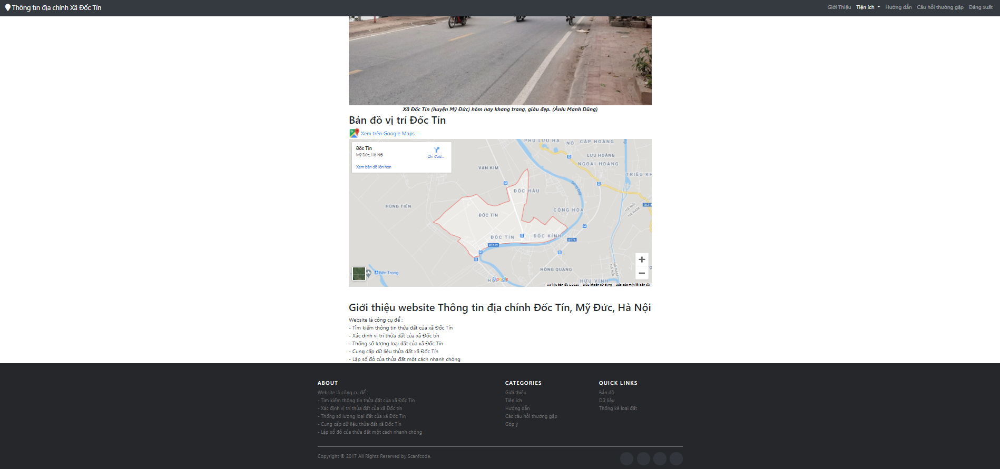 Thông tin địa chính Xã Đốc Tín
Giới Thiệu Tiện ích Hướng dẫn Câu hỏi thường gặp Đăng xuất
Xã Đốc Tín (huyện Mỹ Đức) hôm nay khang trang, giàu đẹp. (Ảnh: Mạnh Dũng)
Bản đồ vị trí Đốc Tín
Xem trên Google Maps
Đốc Tín
Mỹ Đức, Hà Nội
Chỉ đườ...
Xem bản đồ lớn hơn
PHÙ LƯU HẠ
NỘ
CÁP HOÀNG
LƯU HOÀNG
NGOẠI HOÀNG
VẠN KIM
TRIỀU KH
Sông Đáy
ĐỐC HẬU
HÙNG TIẾN
HÀ NỘI
HÀ NAM
QL21
CỘNG HÒA
ĐỐC TÍN
ĐỐC TÍN
ĐỐC KÍNH
ĐT74
ĐT419
HÀ NỘI
HÀ NAM
HỒNG QUANG
Bến Trong
Google
HỮU VĨNH
Dữ liệu bản đồ ©2020 Điều khoản sử dụng Báo cáo một lỗi bản đồ
Giới thiệu website Thông tin địa chính Đốc Tín, Mỹ Đức, Hà Nội
Website là công cụ để :
- Tìm kiếm thông tin thửa đất của xã Đốc Tín
- Xác định vị trí thửa đất của xã Đốc tín
- Thống số lượng loại đất của xã Đốc Tín
- Cung cấp dữ liệu thửa đất xã Đốc Tín
- Lập sổ đỏ của thửa đất một cách nhanh chóng
ABOUT
Website là công cụ để :
- Tìm kiếm thông tin thửa đất của xã Đốc Tín
- Xác định vị trí thửa đất của xã Đốc tín
- Thống số lượng loại đất của xã Đốc Tín
- Cung cấp dữ liệu thửa đất xã Đốc Tín
- Lập sổ đỏ của thửa đất một cách nhanh chóng
CATEGORIES
Giới thiệu
Tiện ích
Hướng dẫn
Các câu hỏi thường gặp
Góp ý
QUICK LINKS
Bản đồ
Dữ liệu
Thống kê loại đất
Copyright © 2017 All Rights Reserved by Scanfcode.